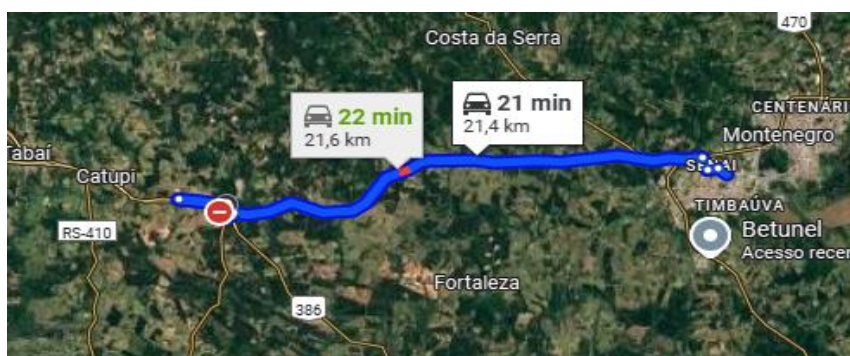 470
Costa da Serra
21 min
21,4 km
22 min
21,6 km
CENTENÁRI
Montenegro
Tabaí
Catupi
TIMBAÚVA
RS-410
Betunel
Acesso recen
Fortaleza
386